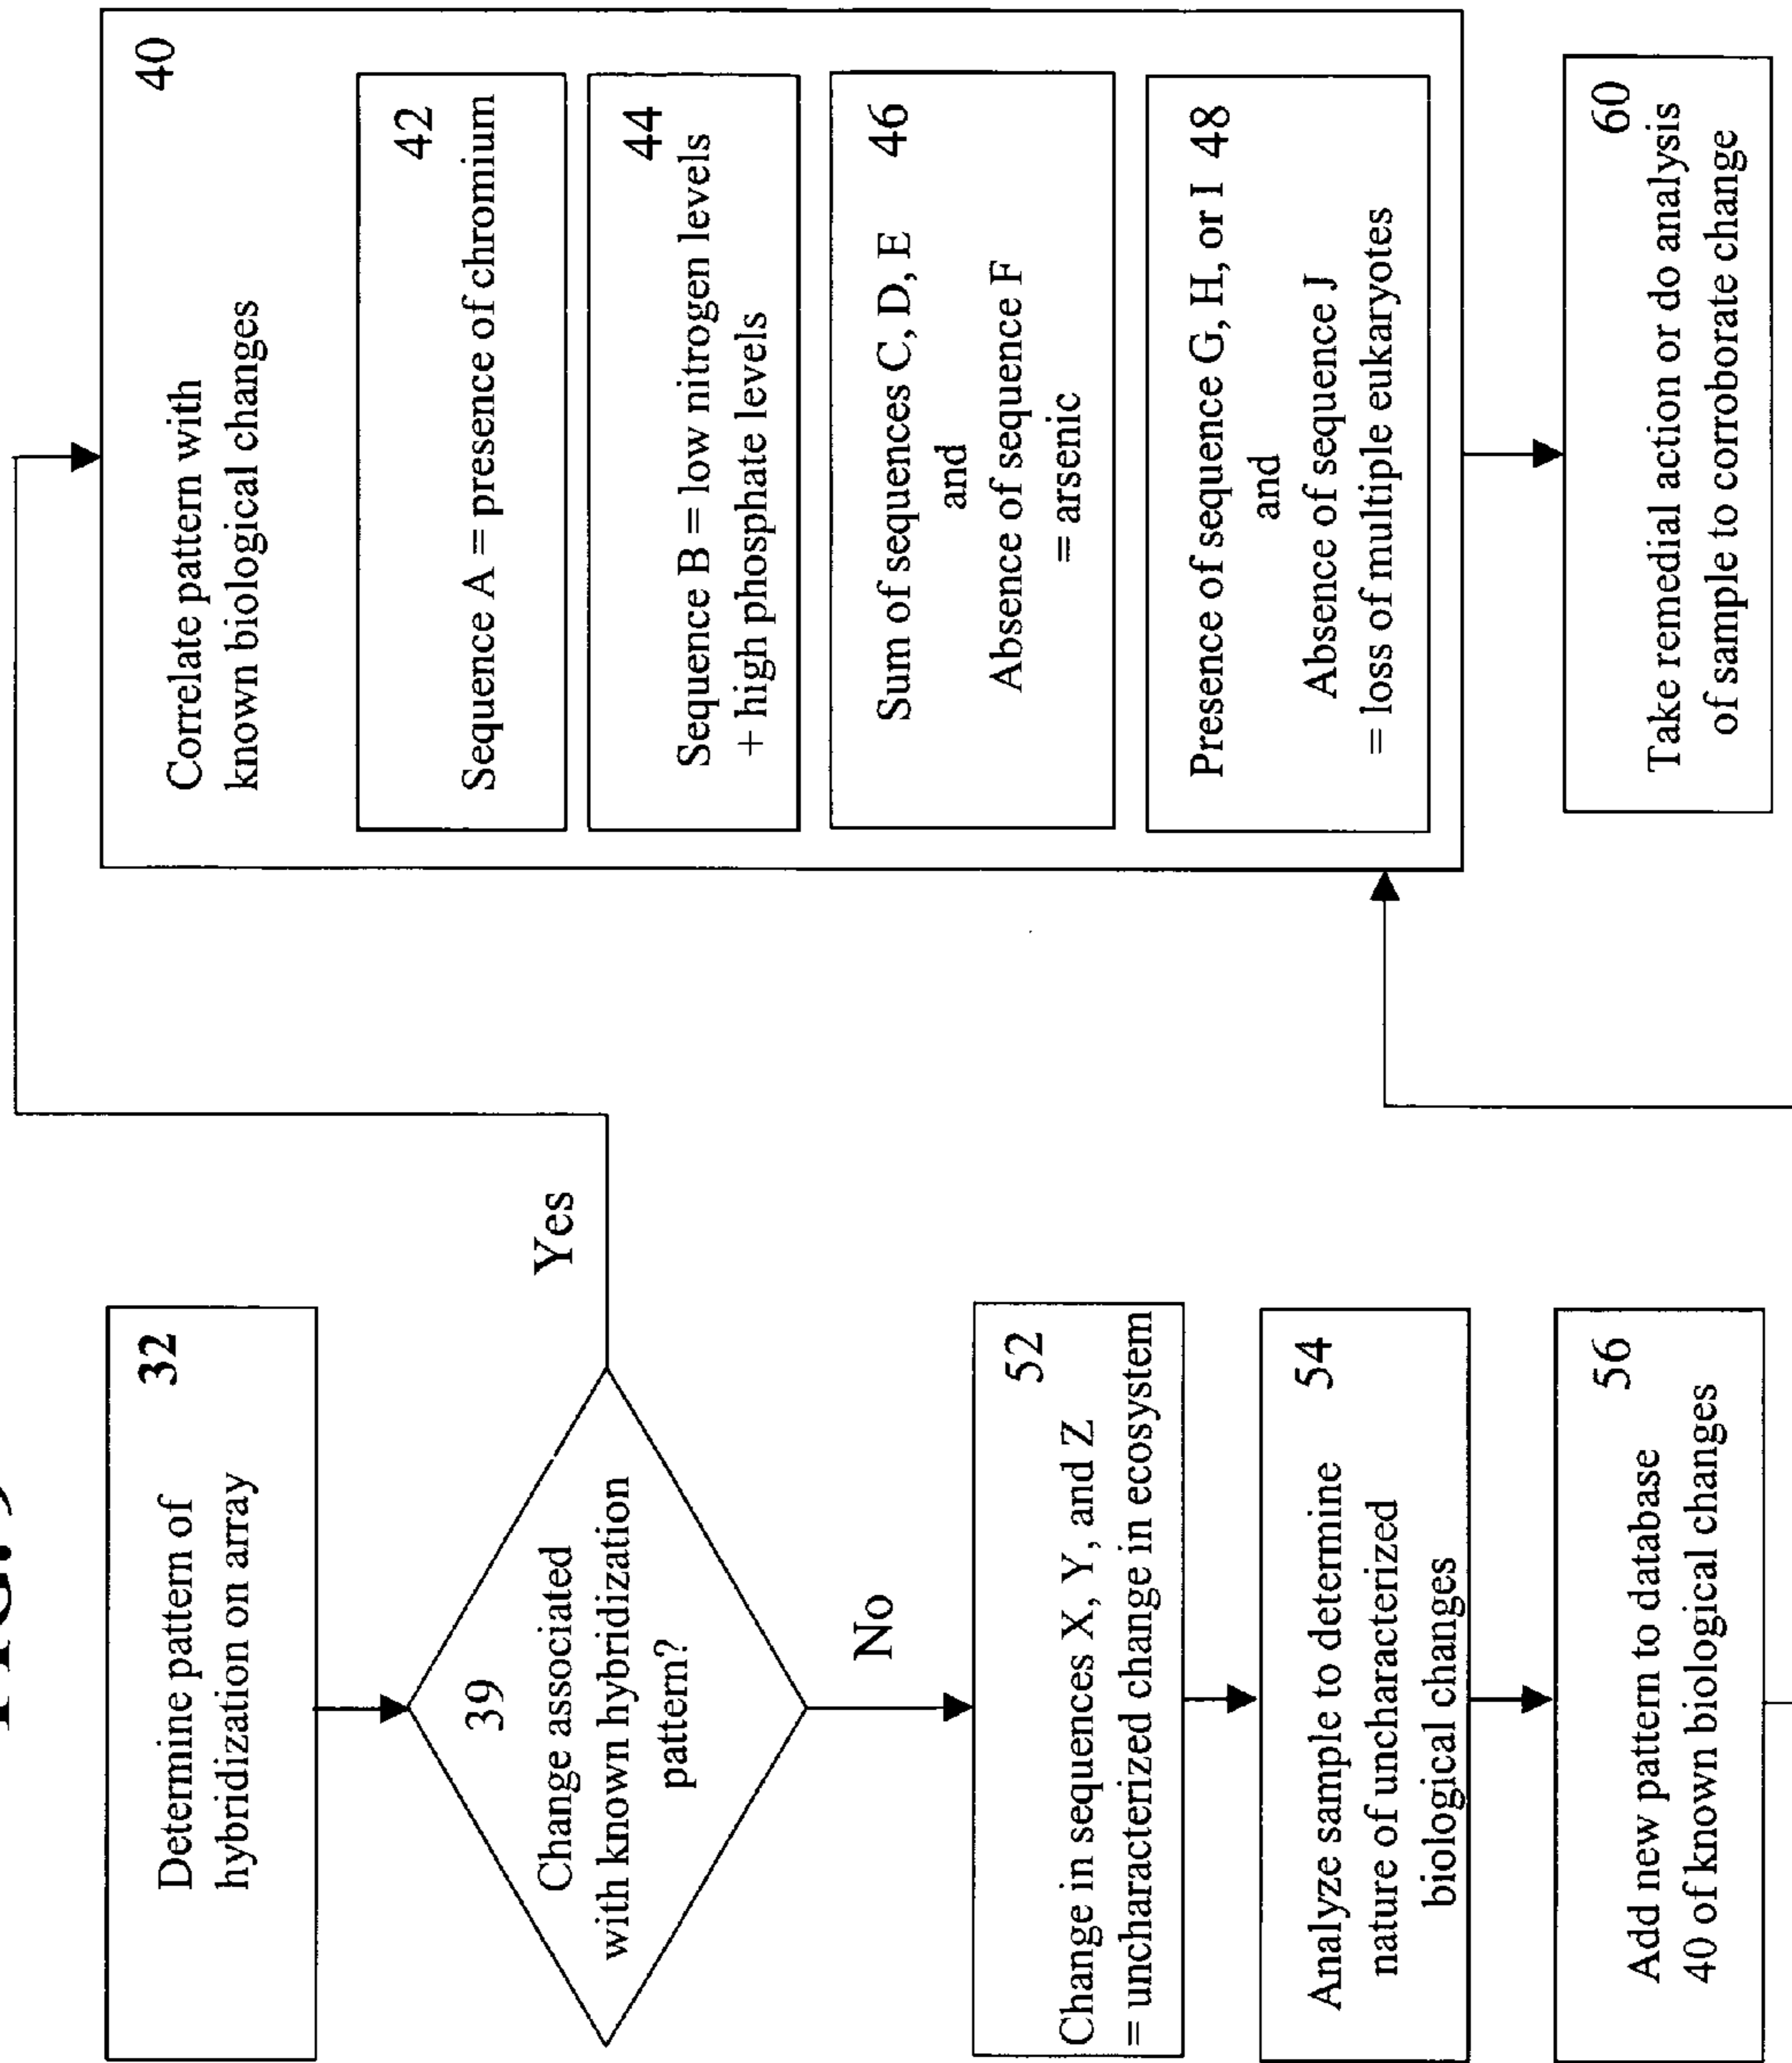 32
Determine pattern of
hybridization on array
39
Change associated
with known hybridization
pattern?
Yes
No
52
Change in sequences X, Y, and Z
= uncharacterized change in ecosystem
Analyze sample to determine 54
nature of uncharacterized
biological changes
56
Add new pattern to database
40 of known biological changes
40
Correlate pattern with
known biological changes
42
Sequence A = presence of chromium
44
Sequence B = low nitrogen levels
+ high phosphate levels
Sum of sequences C, D, E 46
and
Absence of sequence F
= arsenic
Presence of sequence G, H, or I 48
and
Absence of sequence J
= loss of multiple eukaryotes
60
Take remedial action or do analysis
of sample to corroborate change